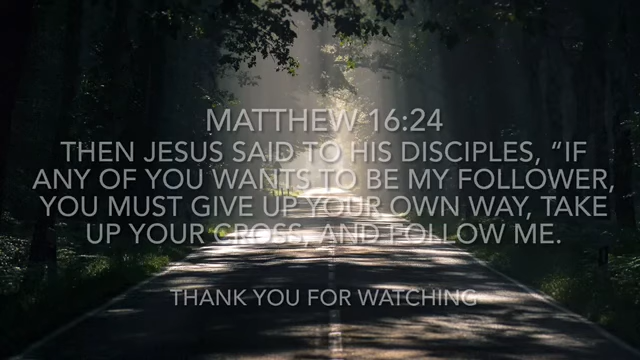 MATTHEW 16:24
THEN JESUS SAID TO HIS DISCIPLES, “IF
ANY OF YOU WANTS TO BE MY FOLLOWER,
YOU MUST GIVE UP YOUR OWN WAY, TAKE
UP YOUR CROSS, AND FOLLOW ME.
THANK YOU FOR WATCHING